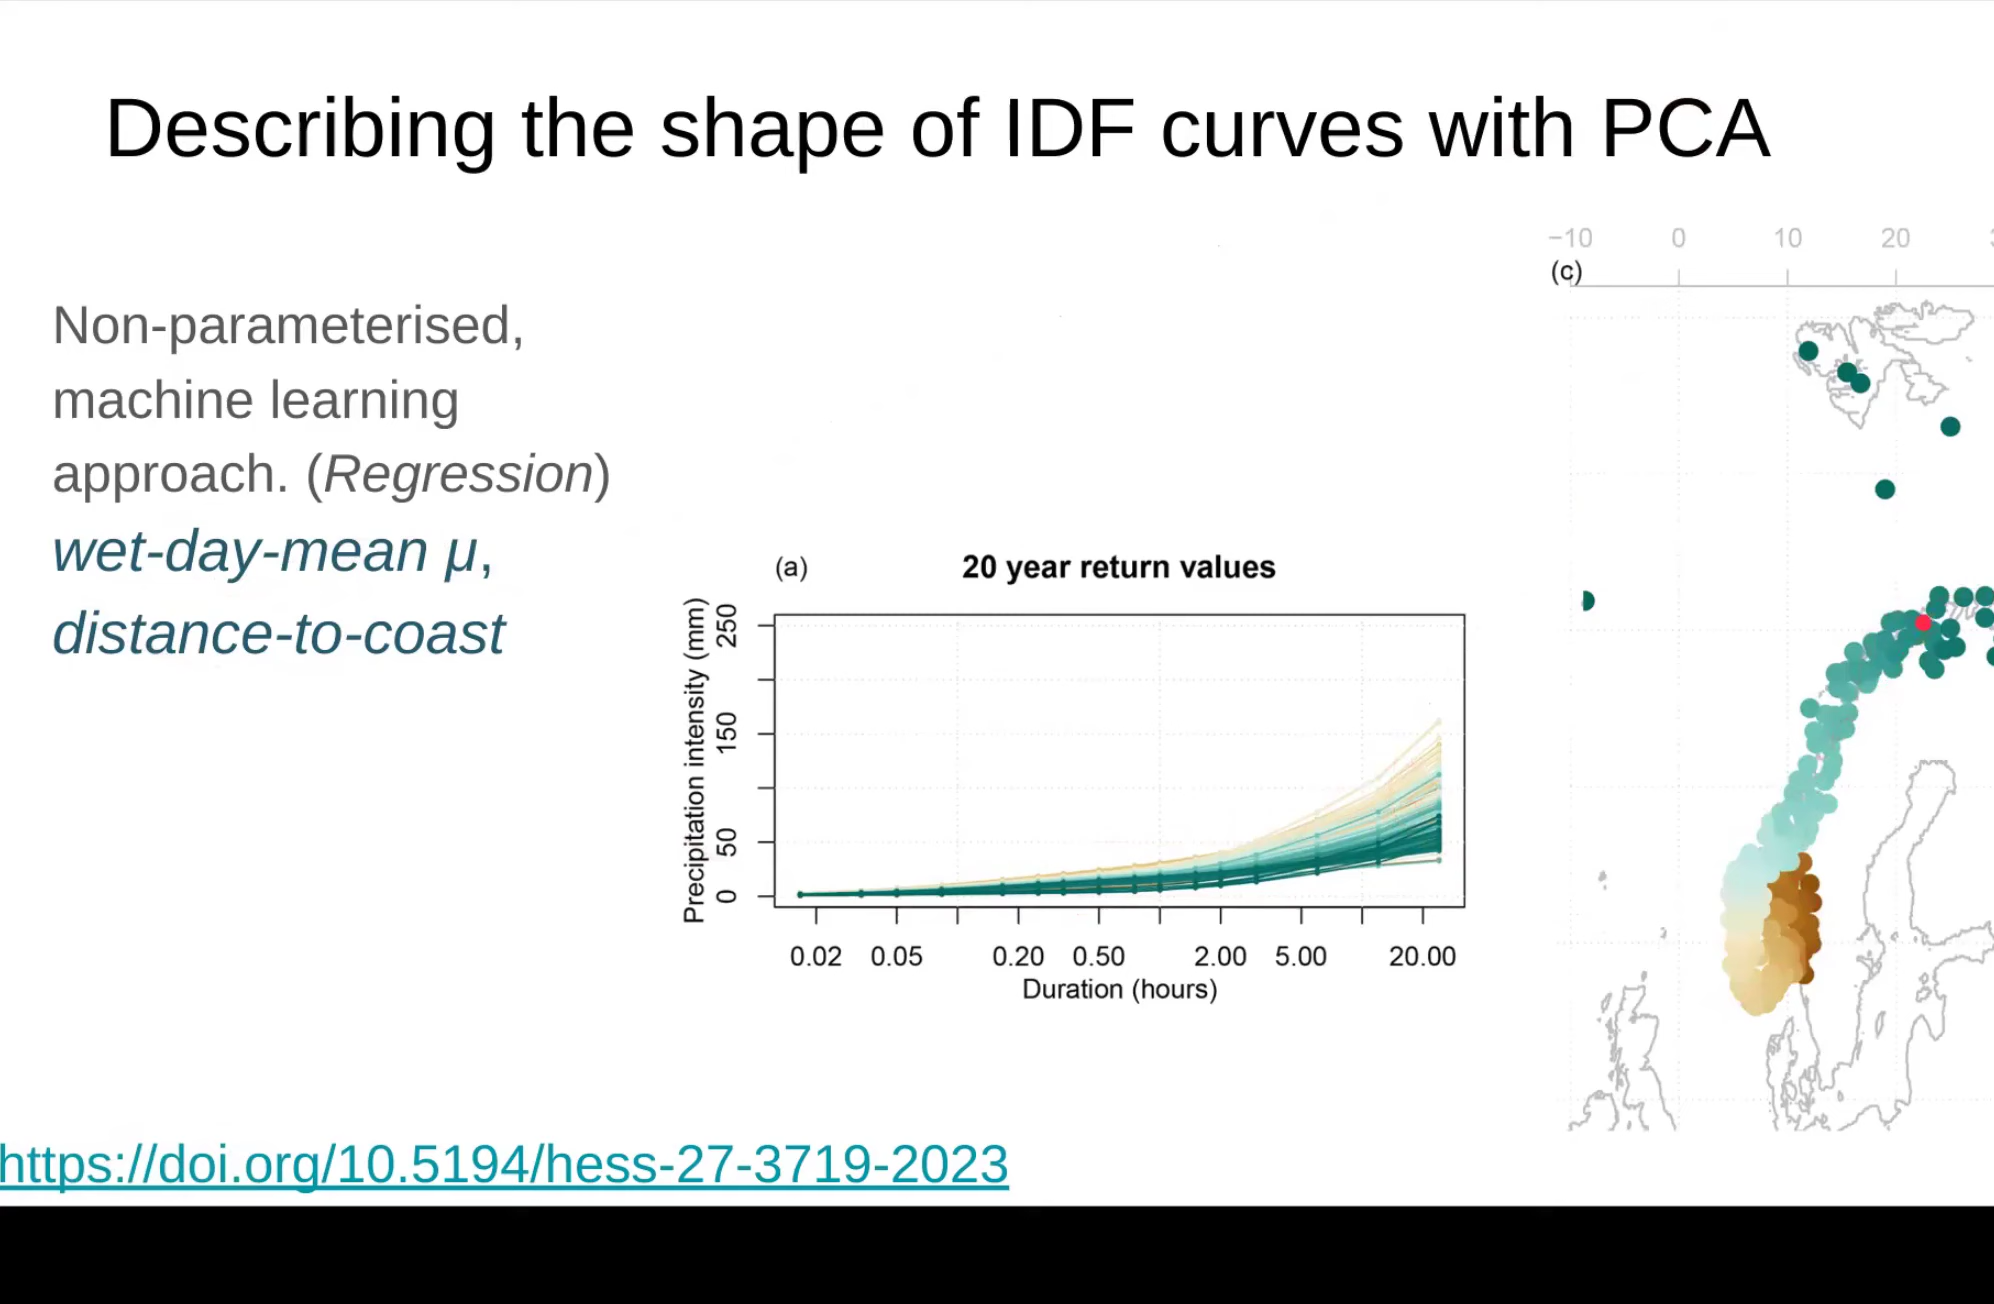 Describing the shape of IDF curves with PCA
Non-parameterised,
machine learning
approach. (Regression)
wet-day-mean μ,
distance-to-coast
(a)
20 year return values
Precipitation intensity (mm)
250
150
50
0
0.02 0.05 0.20 0.50 2.00 5.00 20.00
Duration (hours)
−10 0 10 20
(c)
https://doi.org/10.5194/hess-27-3719-2023